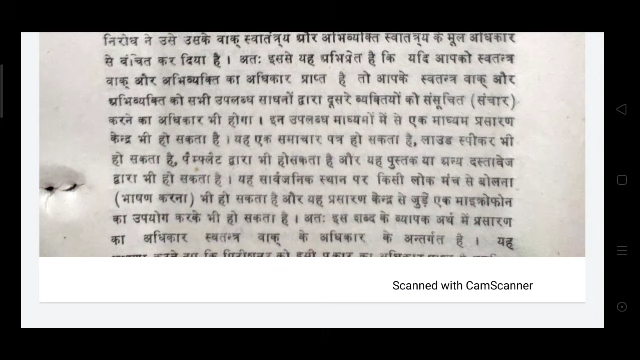 निरोध ने उसे उसके वाक् स्वातंत्र्य और अभिव्यक्ति स्वातंत्र्य के मूल अधिकार
से वंचित कर दिया है। अतः इससे यह अभिप्रेत है कि यदि आपको स्वतन्त्र
वाक् और अभिव्यक्ति का अधिकार प्राप्त है तो आपके स्वतन्त्र वाक् और
अभिव्यक्ति को सभी उपलब्ध साधनों द्वारा दूसरे व्यक्तियों को संसूचित (संचार)
करने का अधिकार भी होगा। इन उपलब्ध माध्यमों में से एक माध्यम प्रसारण
केन्द्र भी हो सकता है। यह एक समाचार पत्र हो सकता है, लाउड स्पीकर भी
हो सकता है, पैम्फ्लेट द्वारा भी होसकता है और यह पुस्तक या अन्य दस्तावेज
द्वारा भी हो सकता है। यह सार्वजनिक स्थान पर किसी लोक मंच से बोलना
(भाषण करना) भी हो सकता है और यह प्रसारण केन्द्र से जुड़ें एक माइक्रोफोन
का उपयोग करके भी हो सकता है। अतः इस शब्द के व्यापक अर्थ में प्रसारण
का अधिकार स्वतन्त्र वाक् के अधिकार के अन्तर्गत है। यह
Scanned with CamScanner